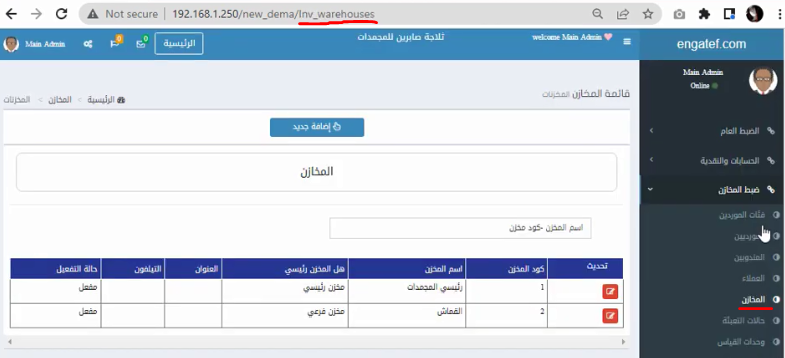 Not secure | 192.168.1.250/new_dema/Inv_warehouses
Main Admin
0
0
الرئيسية
ثلاجة صابرين للمجمدات
welcome Main Admin
engatef.com
Main Admin
Online
قائمة المخازن المخزنات
الرئيسية > المخازن > المخزنات
إضافة جديد
المخازن
اسم المخزن -كود مخزن
تحديث كود المخزن اسم المخزن هل المخزن رئيسي العنوان التيلفون حالة التفعيل
1 رئيسي المجمدات مخزن رئيسي مفعل
2 القماش مخزن فرعي مفعل
الضبط العام
الحسابات والنقدية
ضبط المخازن
فئات الموردين
المندوبين
العملاء
المخازن
حالات التعبئة
وحدات القياس